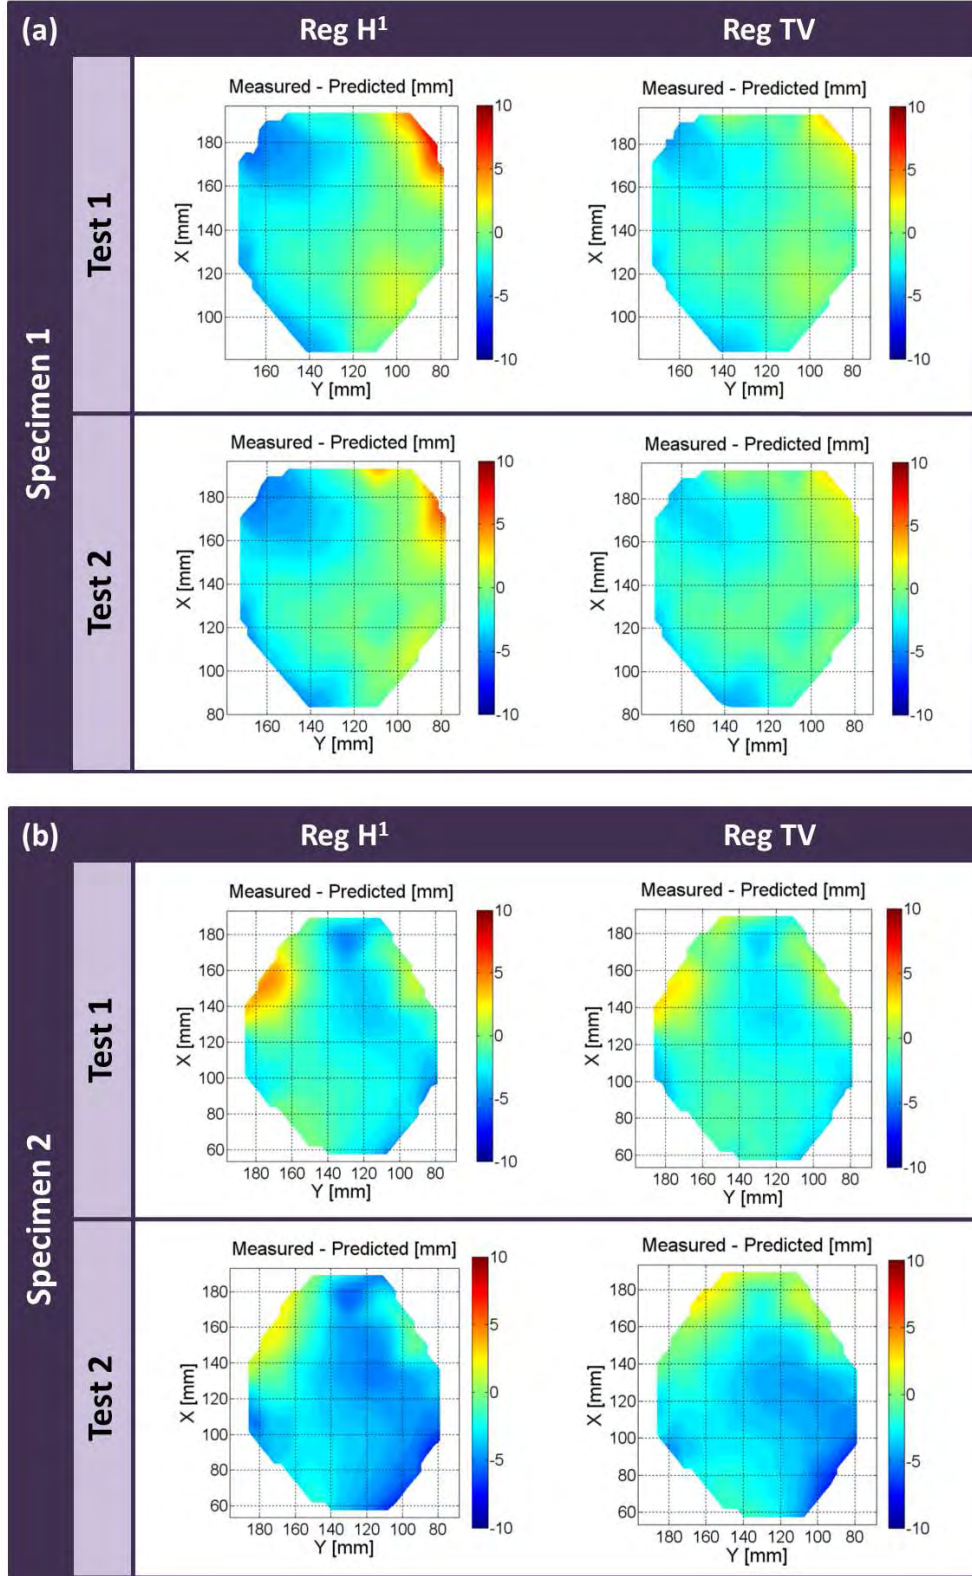 (a) Reg H¹ Reg TV
Specimen 1
Test 1
Measured - Predicted [mm]
10
5
0
-5
-10
180
160
140
120
100
X [mm]
160 140 120 100 80
Y [mm]
Measured - Predicted [mm]
10
5
0
-5
-10
180
160
140
120
100
X [mm]
160 140 120 100 80
Y [mm]
Test 2
Measured - Predicted [mm]
10
5
0
-5
-10
180
160
140
120
100
80
X [mm]
160 140 120 100 80
Y [mm]
Measured - Predicted [mm]
10
5
0
-5
-10
180
160
140
120
100
80
X [mm]
160 140 120 100 80
Y [mm]
(b) Reg H¹ Reg TV
Specimen 2
Test 1
Measured - Predicted [mm]
10
5
0
-5
-10
180
160
140
120
100
80
60
X [mm]
180 160 140 120 100 80
Y [mm]
Measured - Predicted [mm]
10
5
0
-5
-10
180
160
140
120
100
80
60
X [mm]
180 160 140 120 100 80
Y [mm]
Test 2
Measured - Predicted [mm]
10
5
0
-5
-10
180
160
140
120
100
80
60
X [mm]
180 160 140 120 100 80
Y [mm]
Measured - Predicted [mm]
10
5
0
-5
-10
180
160
140
120
100
80
60
X [mm]
180 160 140 120 100 80
Y [mm]